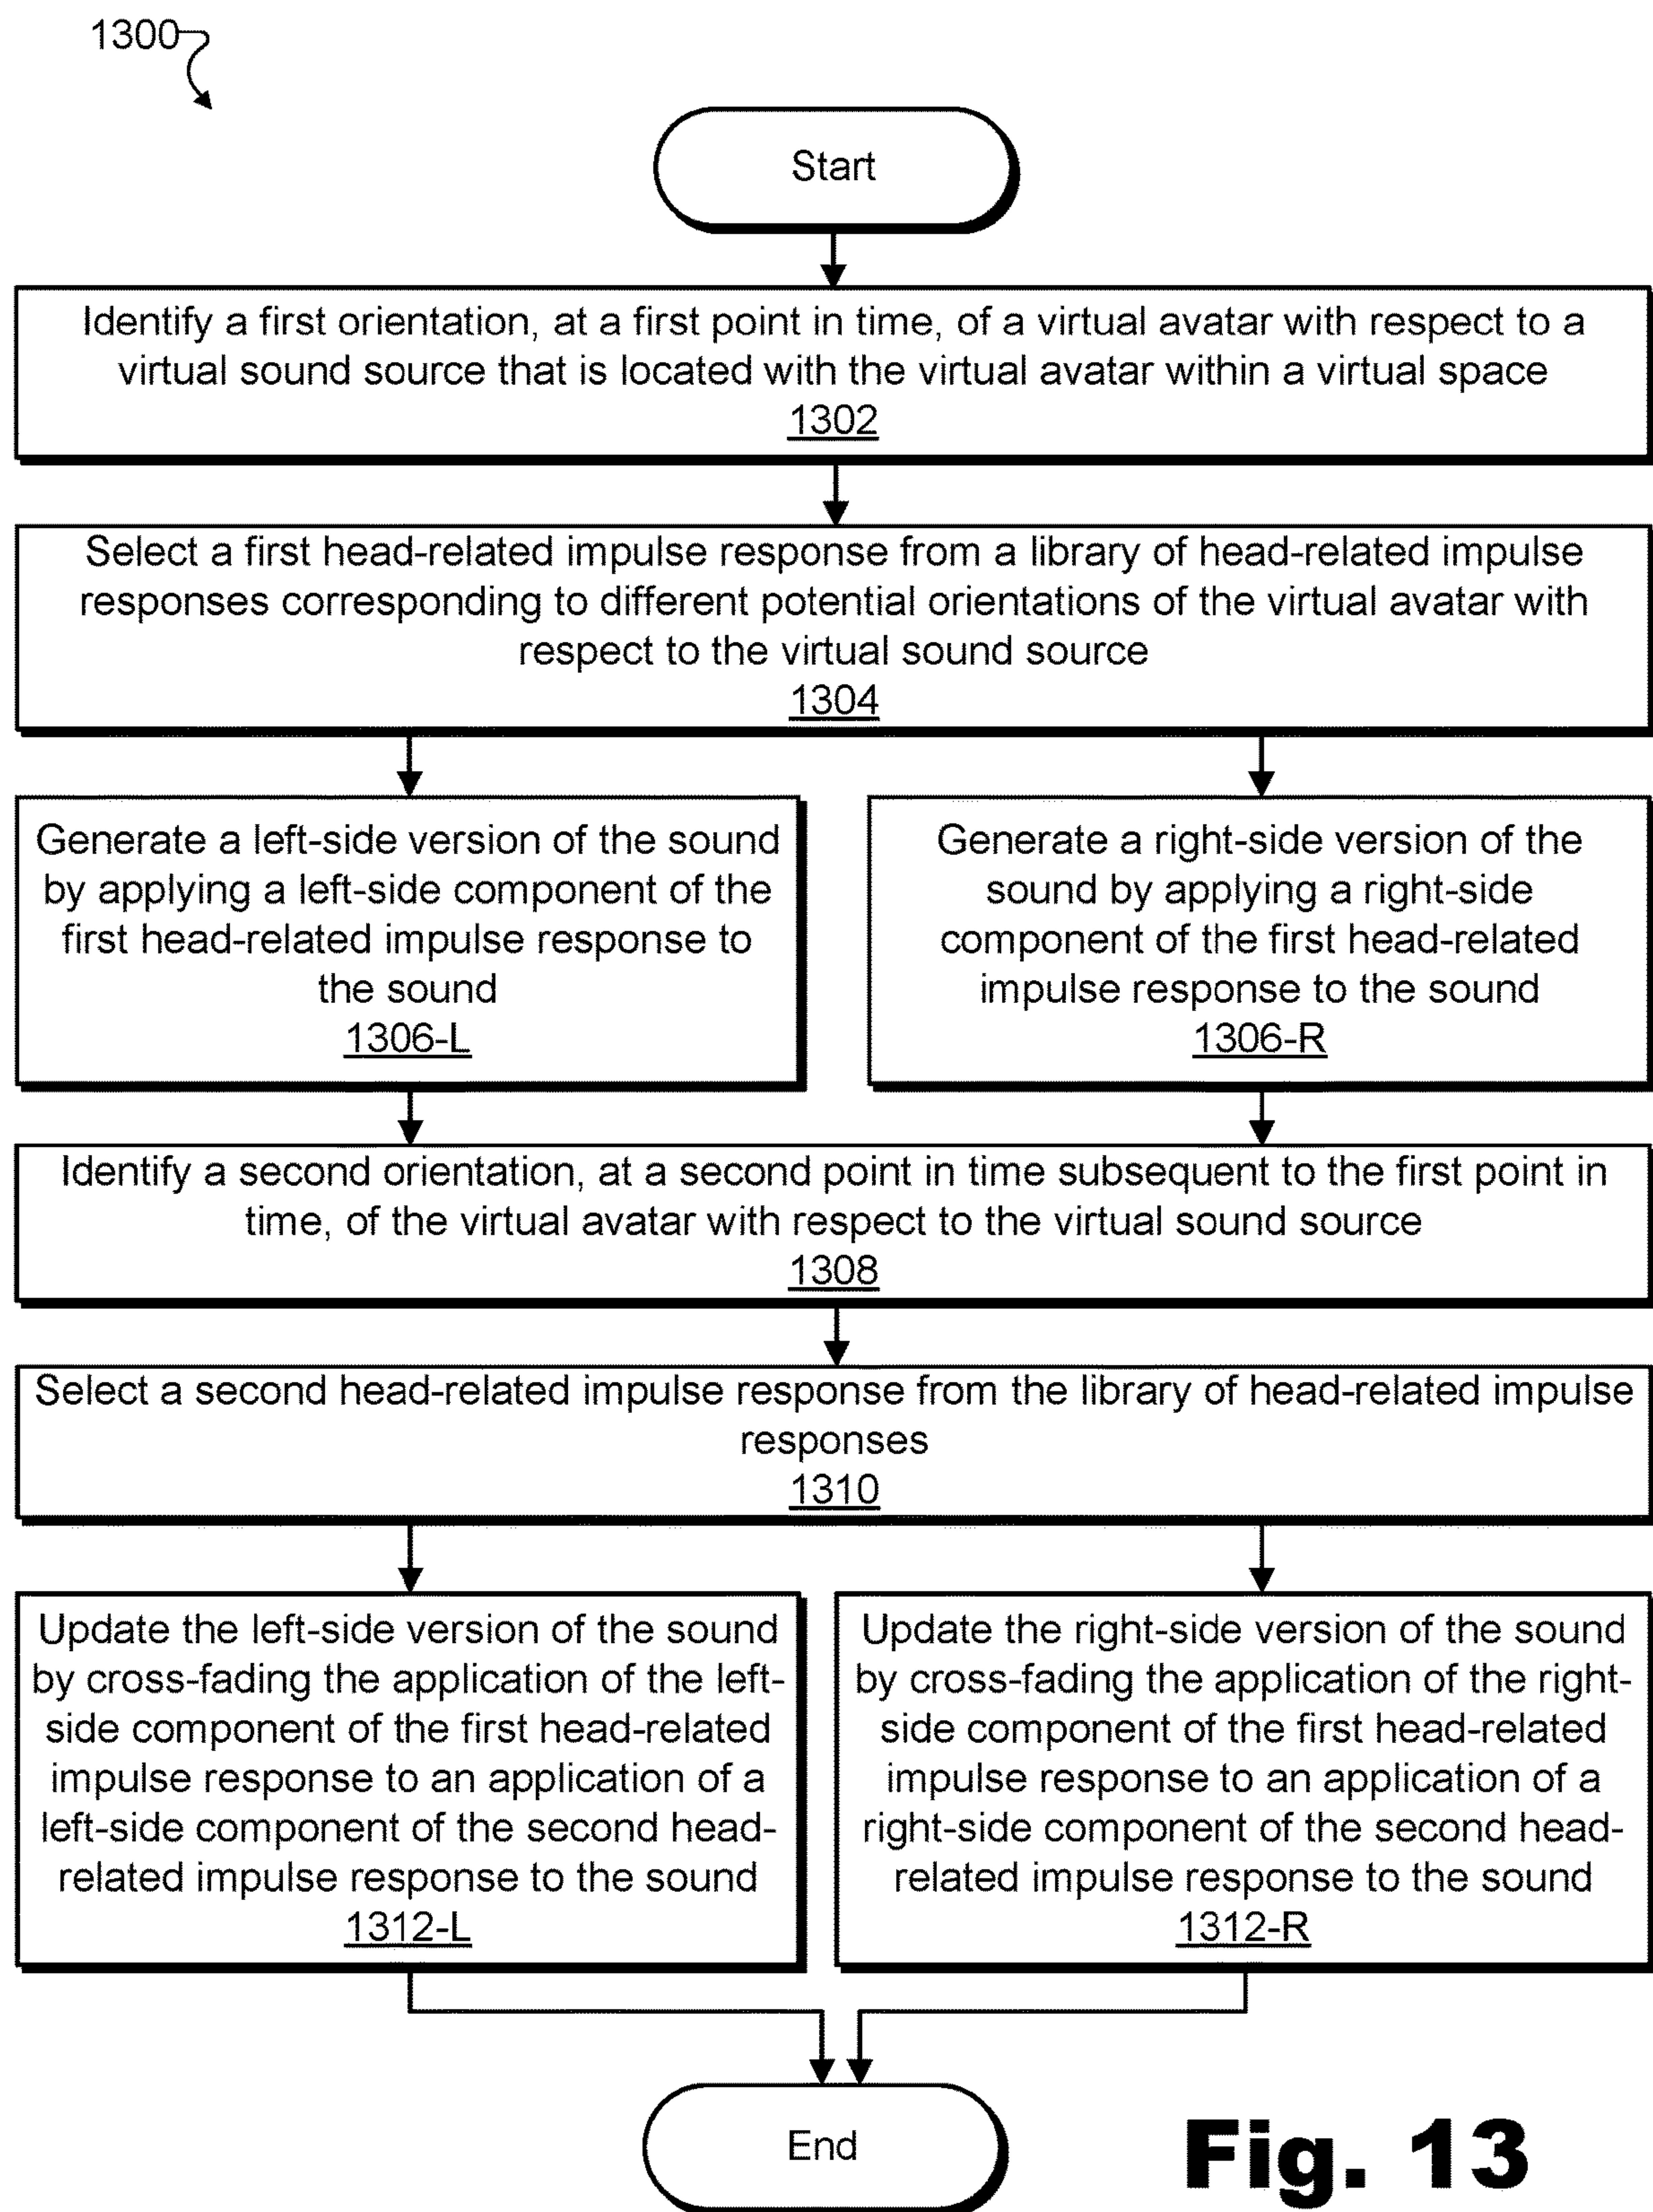 1300
Start
Identify a first orientation, at a first point in time, of a virtual avatar with respect to a
virtual sound source that is located with the virtual avatar within a virtual space
1302
Select a first head-related impulse response from a library of head-related impulse
responses corresponding to different potential orientations of the virtual avatar with
respect to the virtual sound source
1304
Generate a left-side version of the sound
by applying a left-side component of the
first head-related impulse response to
the sound
1306-L
Generate a right-side version of the
sound by applying a right-side
component of the first head-related
impulse response to the sound
1306-R
Identify a second orientation, at a second point in time subsequent to the first point in
time, of the virtual avatar with respect to the virtual sound source
1308
Select a second head-related impulse response from the library of head-related impulse
responses
1310
Update the left-side version of the sound
by cross-fading the application of the left-
side component of the first head-related
impulse response to an application of a
left-side component of the second head-
related impulse response to the sound
1312-L
Update the right-side version of the sound
by cross-fading the application of the right-
side component of the first head-related
impulse response to an application of a
right-side component of the second head-
related impulse response to the sound
1312-R
End
Fig. 13